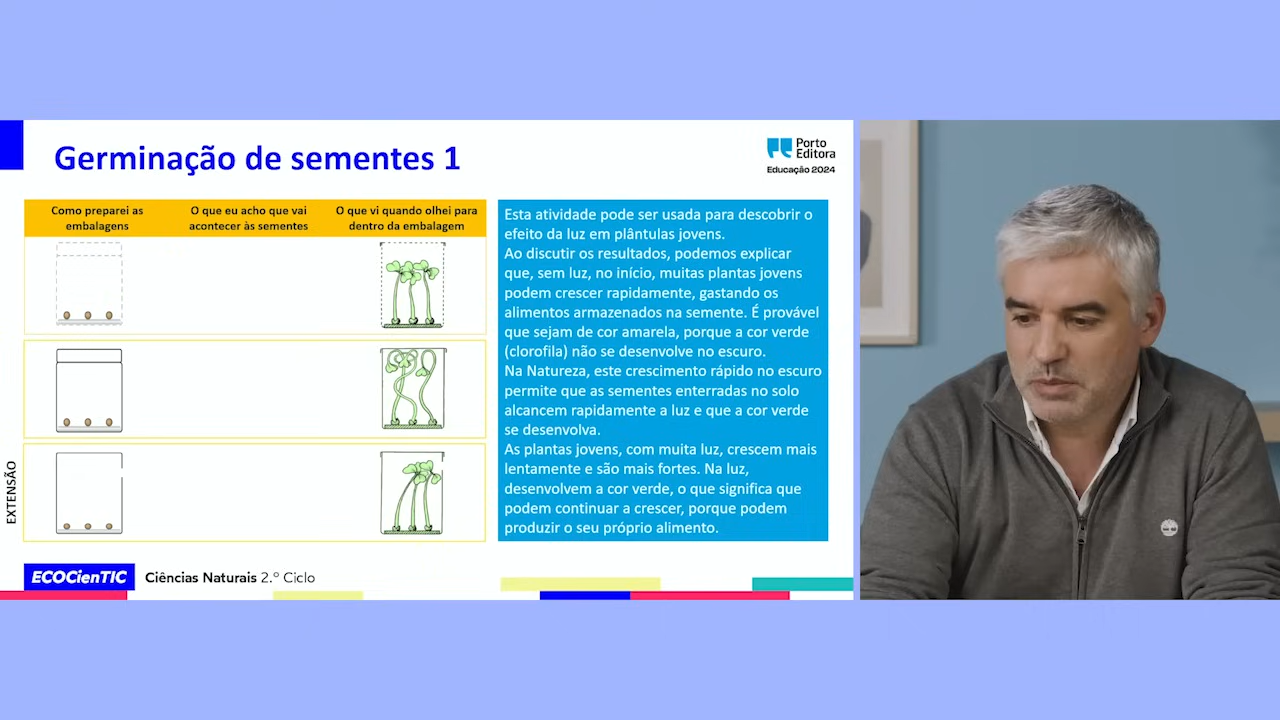 Germinação de sementes 1
Porto
Editora
Educação 2024
Como preparei as
embalagens
O que eu acho que vai
acontecer às sementes
O que vi quando olhei para
dentro da embalagem
EXTENSÃO
Esta atividade pode ser usada para descobrir o
efeito da luz em plântulas jovens.
Ao discutir os resultados, podemos explicar
que, sem luz, no início, muitas plantas jovens
podem crescer rapidamente, gastando os
alimentos armazenados na semente. É provável
que sejam de cor amarela, porque a cor verde
(clorofila) não se desenvolve no escuro.
Na Natureza, este crescimento rápido no escuro
permite que as sementes enterradas no solo
alcancem rapidamente a luz e que a cor verde
se desenvolva.
As plantas jovens, com muita luz, crescem mais
lentamente e são mais fortes. Na luz,
desenvolvem a cor verde, o que significa que
podem continuar a crescer, porque podem
produzir o seu próprio alimento.
ECOCienTIC
Ciências Naturais 2.º Ciclo